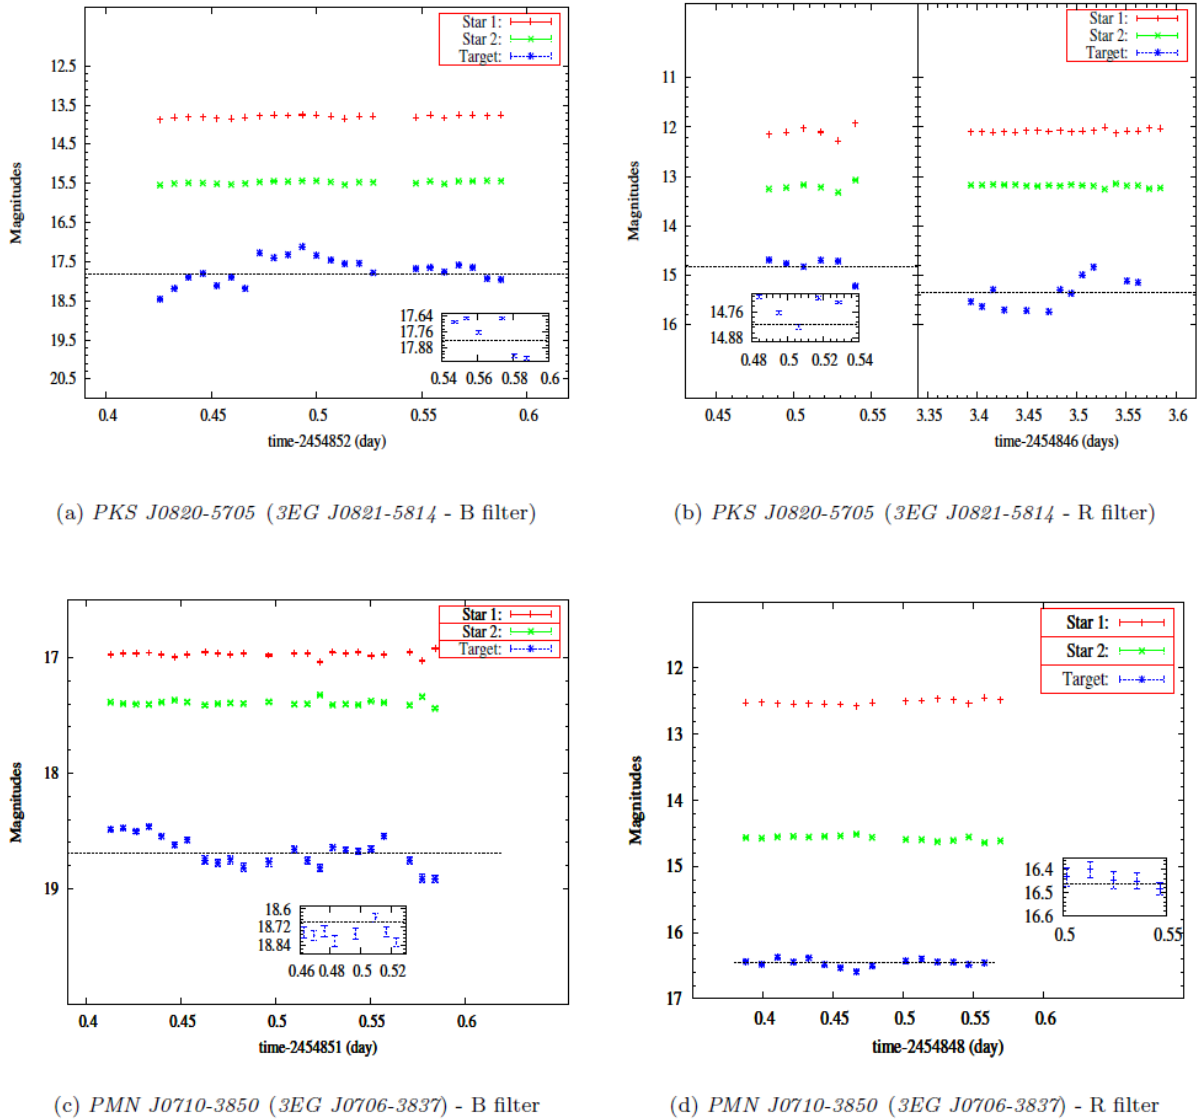 Star 1:
Star 2:
Target:
12.5
13.5
14.5
15.5
16.5
17.5
18.5
19.5
20.5
Magnitudes
17.64
17.76
17.88
0.54 0.56 0.58 0.6
0.4 0.45 0.5 0.55 0.6
time-2454852 (day)
(a) PKS J0820-5705 (3EG J0821-5814 - B filter)
Star 1:
Star 2:
Target:
11
12
13
14
15
16
Magnitudes
14.76
14.88
0.48 0.5 0.52 0.54
0.45 0.5 0.55 3.35 3.4 3.45 3.5 3.55 3.6
time-2454846 (days)
(b) PKS J0820-5705 (3EG J0821-5814 - R filter)
Star 1:
Star 2:
Target:
17
18
19
Magnitudes
18.6
18.72
18.84
0.46 0.48 0.5 0.52
0.4 0.45 0.5 0.55 0.6
time-2454851 (day)
(c) PMN J0710-3850 (3EG J0706-3837) - B filter
Star 1:
Star 2:
Target:
12
13
14
15
16
17
Magnitudes
16.4
16.5
16.6
0.5 0.55
0.4 0.45 0.5 0.55 0.6
time-2454848 (day)
(d) PMN J0710-3850 (3EG J0706-3837) - R filter